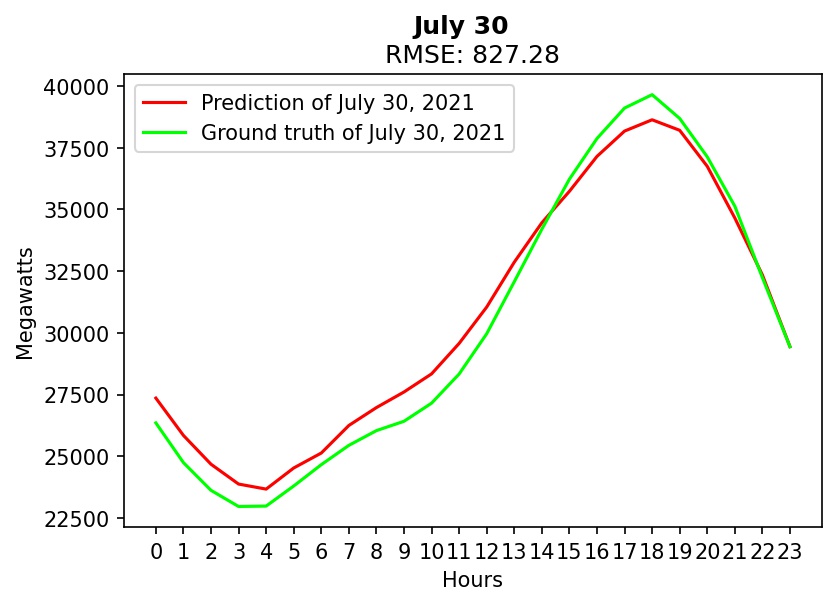 July 30
RMSE: 827.28
Prediction of July 30, 2021
Ground truth of July 30, 2021
Megawatts
40000
37500
35000
32500
30000
27500
25000
22500
0 1 2 3 4 5 6 7 8 9 10 11 12 13 14 15 16 17 18 19 20 21 22 23
Hours